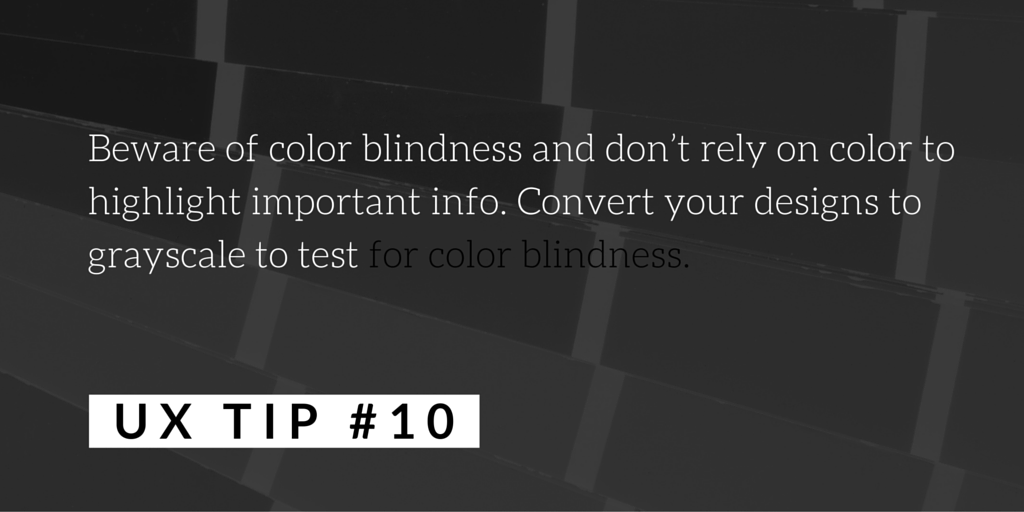 Beware of color blindness and don’t rely on color to
highlight important info. Convert your designs to
grayscale to test for color blindness.
UX TIP #10